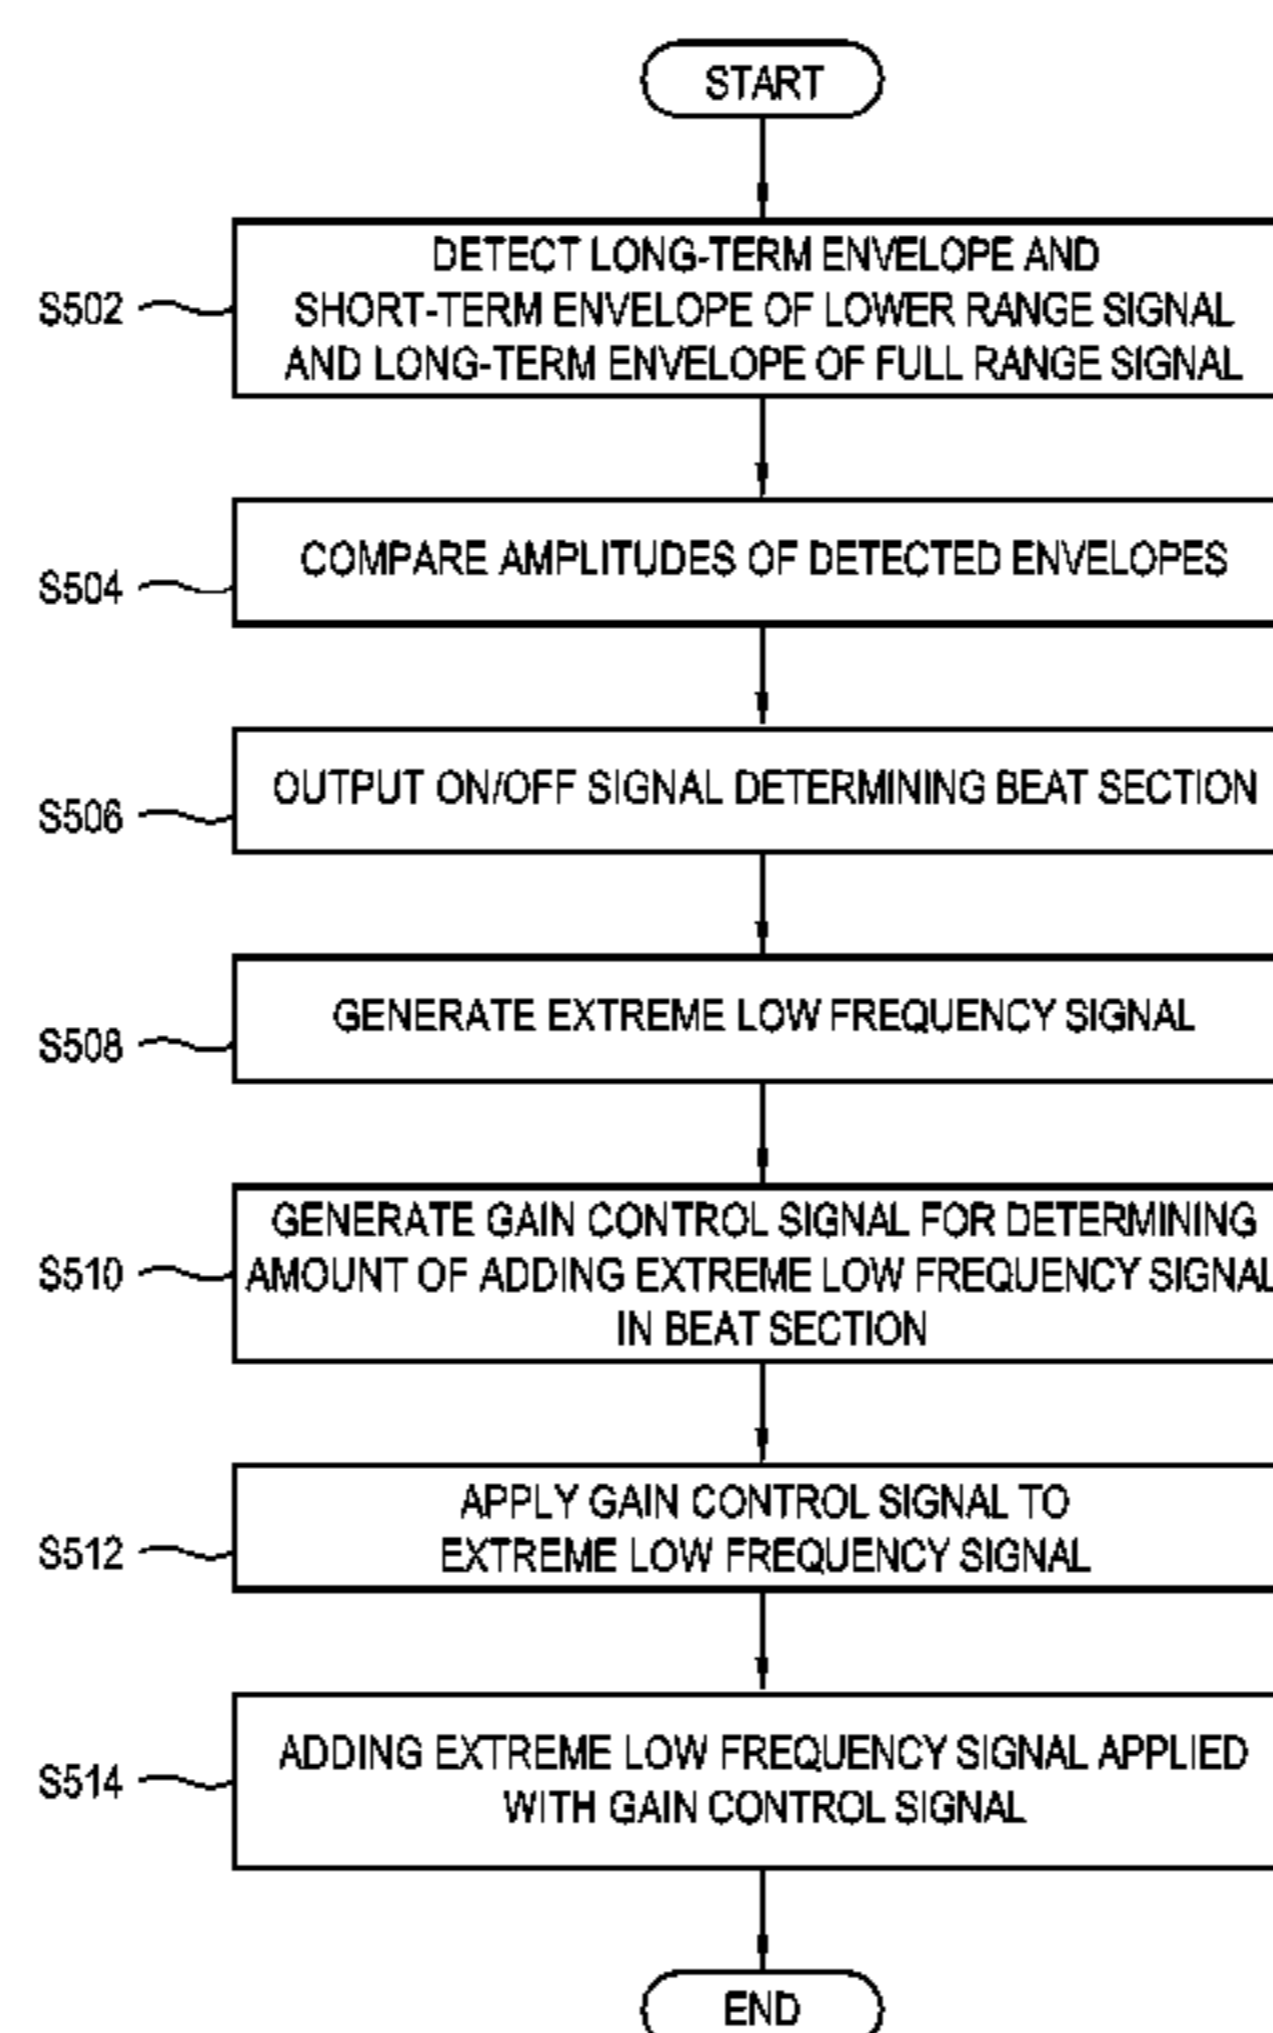 START
S502
DETECT LONG-TERM ENVELOPE AND
SHORT-TERM ENVELOPE OF LOWER RANGE SIGNAL
AND LONG-TERM ENVELOPE OF FULL RANGE SIGNAL
S504
COMPARE AMPLITUDES OF DETECTED ENVELOPES
S506
OUTPUT ON/OFF SIGNAL DETERMINING BEAT SECTION
S508
GENERATE EXTREME LOW FREQUENCY SIGNAL
S510
GENERATE GAIN CONTROL SIGNAL FOR DETERMINING
AMOUNT OF ADDING EXTREME LOW FREQUENCY SIGNAL
IN BEAT SECTION
S512
APPLY GAIN CONTROL SIGNAL TO
EXTREME LOW FREQUENCY SIGNAL
S514
ADDING EXTREME LOW FREQUENCY SIGNAL APPLIED
WITH GAIN CONTROL SIGNAL
END